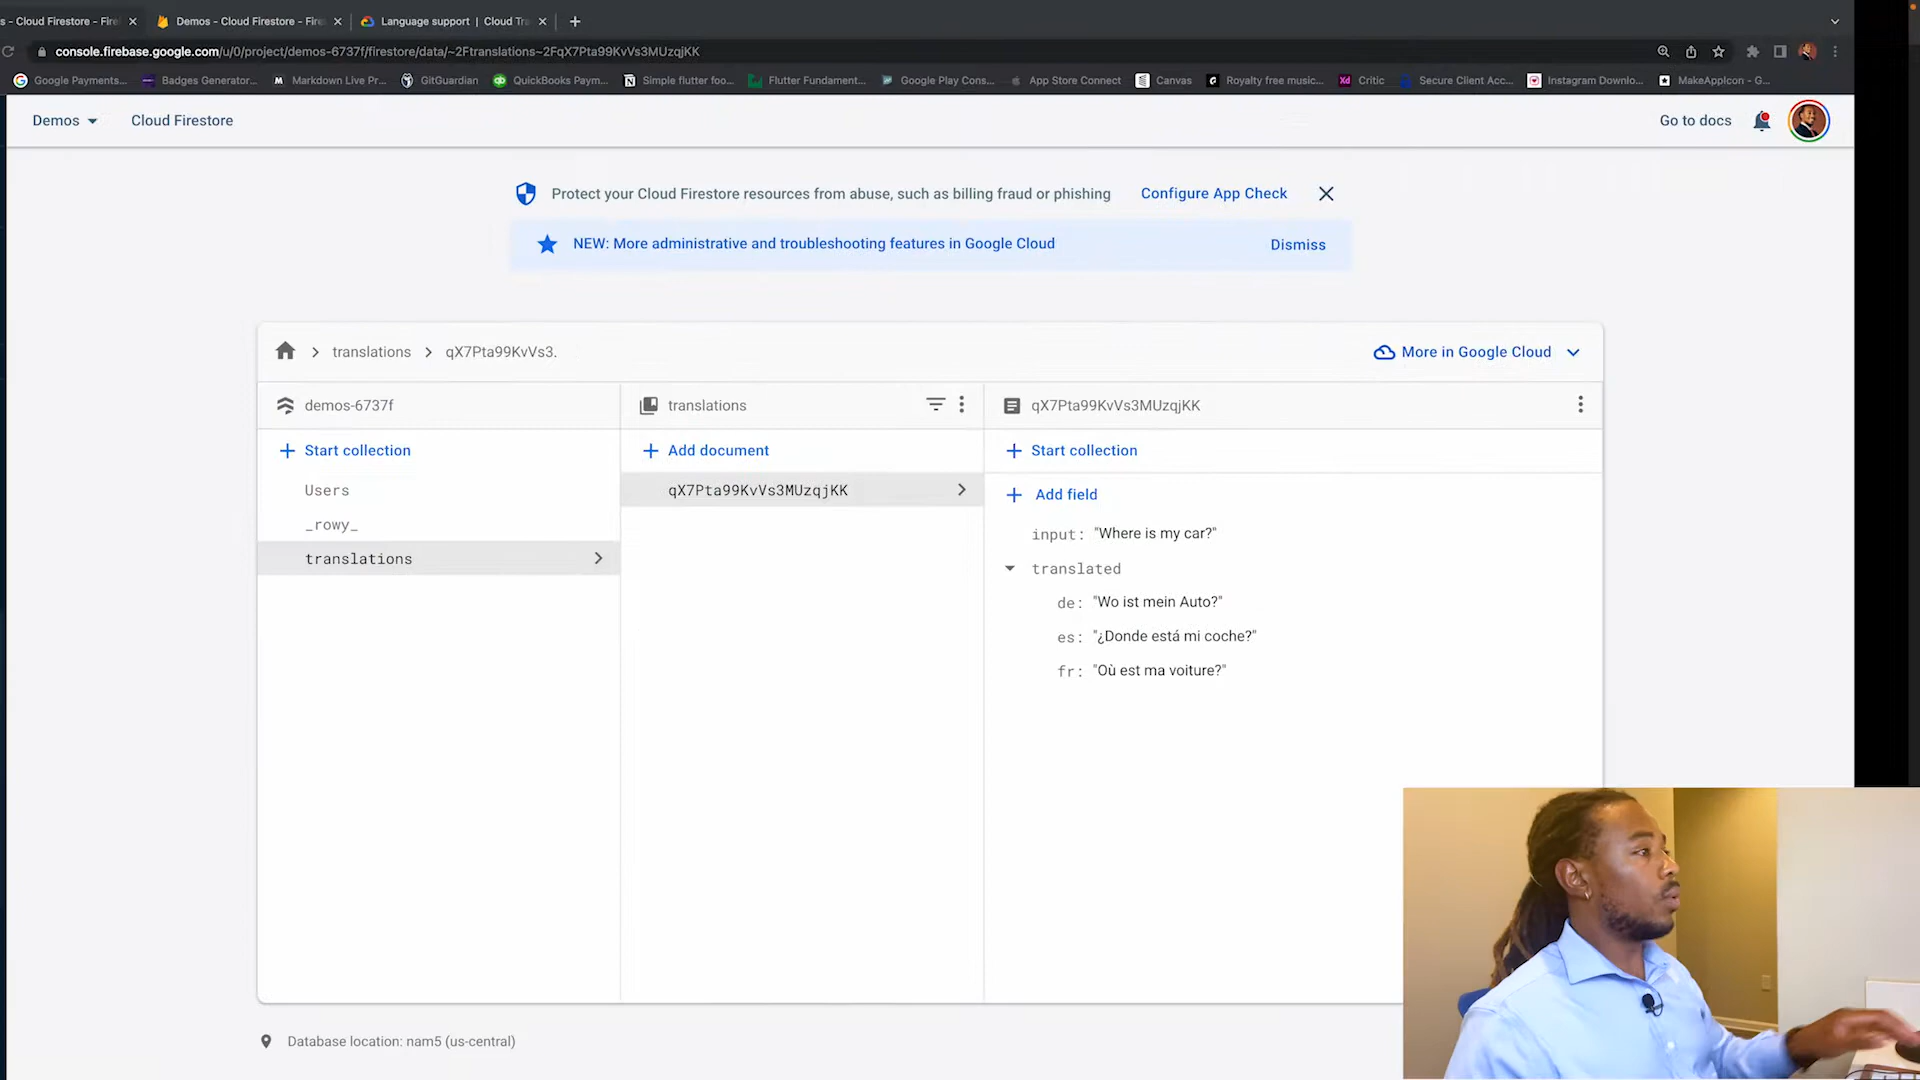 s - Cloud Firestore - Fire
Demos - Cloud Firestore - Fire
Language support | Cloud Tra
console.firebase.google.com/u/0/project/demos-6737f/firestore/data/~2Ftranslations~2FqX7Pta99KvVs3MUzqjKK
Google Payments... Badges Generator... Markdown Live Pr... GitGuardian QuickBooks Paym... Simple flutter foo... Flutter Fundament... Google Play Cons... App Store Connect Canvas Royalty free music... Critic Secure Client Acc... Instagram Downlo... MakeAppIcon - G...
Demos
Cloud Firestore
Go to docs
Protect your Cloud Firestore resources from abuse, such as billing fraud or phishing
Configure App Check
NEW: More administrative and troubleshooting features in Google Cloud
Dismiss
translations
qX7Pta99KvVs3.
More in Google Cloud
demos-6737f
translations
qX7Pta99KvVs3MUzqjKK
Start collection
Add document
Start collection
Users
_rowy_
translations
qX7Pta99KvVs3MUzqjKK
Add field
input: "Where is my car?"
translated
de: "Wo ist mein Auto?"
es: "¿Donde está mi coche?"
fr: "Où est ma voiture?"
Database location: nam5 (us-central)